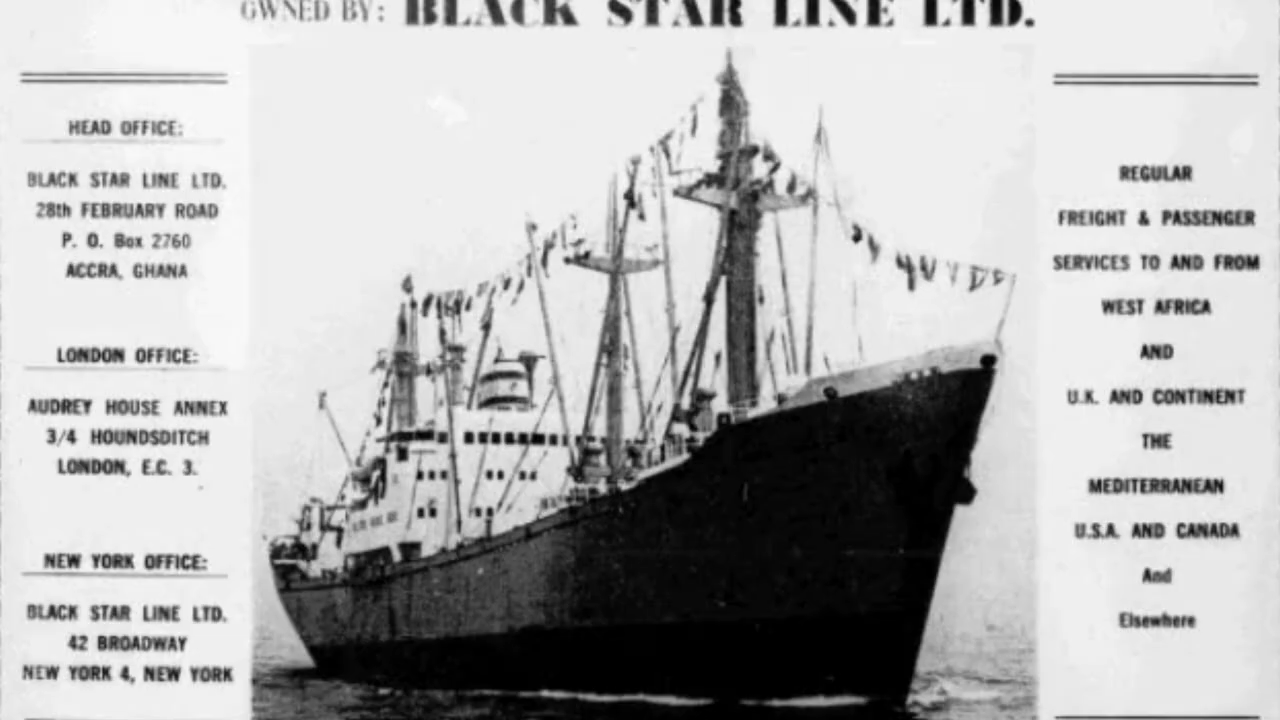 OWNED BY: BLACK STAR LINE LTD.
HEAD OFFICE:
BLACK STAR LINE LTD.
28th FEBRUARY ROAD
P. O. Box 2760
ACCRA, GHANA
LONDON OFFICE:
AUDREY HOUSE ANNEX
3/4 HOUNDSDITCH
LONDON, E.C. 3.
NEW YORK OFFICE:
BLACK STAR LINE LTD.
42 BROADWAY
NEW YORK 4, NEW YORK
REGULAR
FREIGHT & PASSENGER
SERVICES TO AND FROM
WEST AFRICA
AND
U.K. AND CONTINENT
THE
MEDITERRANEAN
U.S.A. AND CANADA
And
Elsewhere